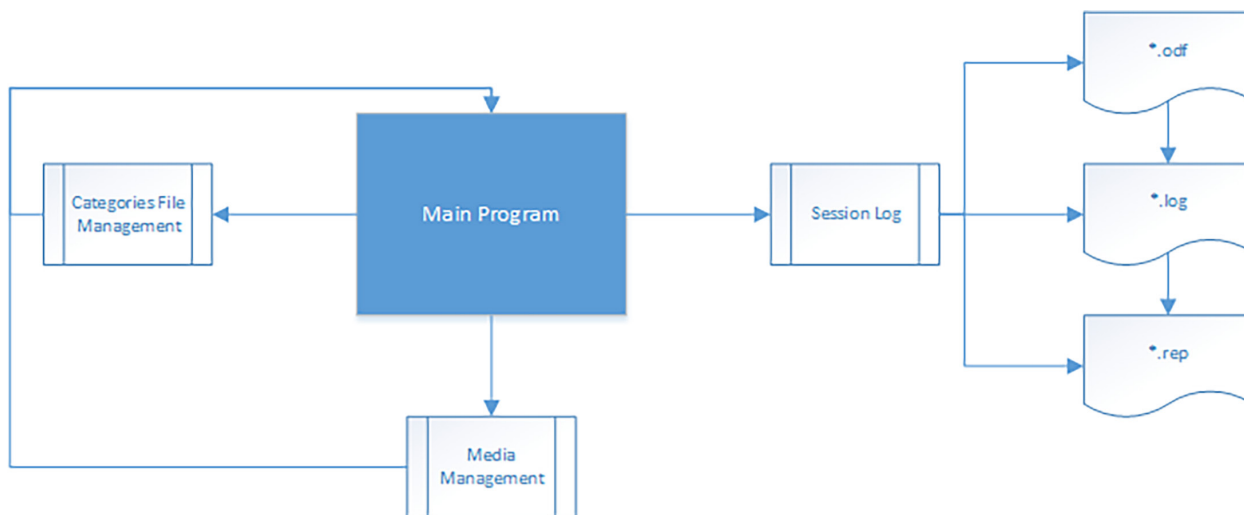 *.odf
Categories File
Management
Main Program
Session Log
*.log
*.rep
Media
Management